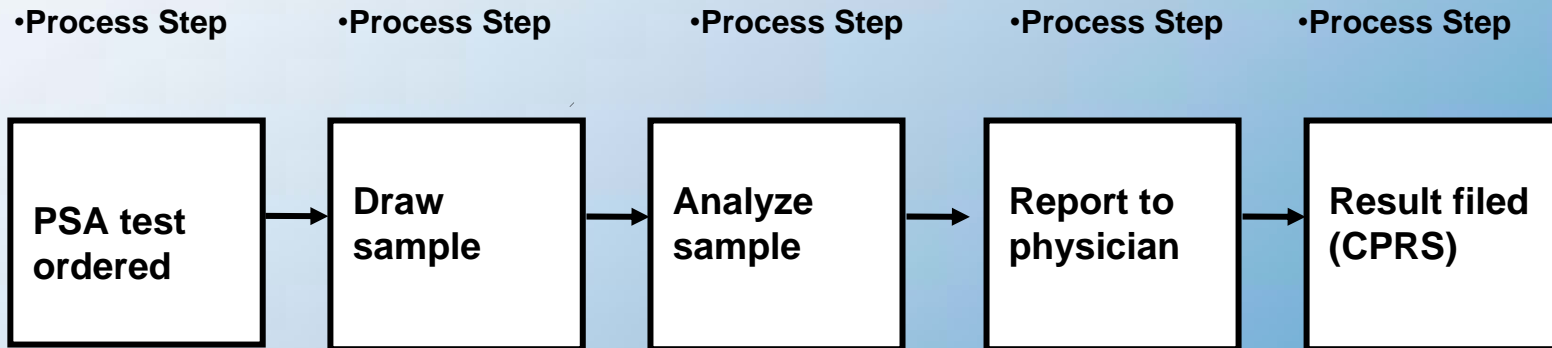 •Process Step •Process Step •Process Step •Process Step •Process Step
PSA test
ordered
Draw
sample
Analyze
sample
Report to
physician
Result filed
(CPRS)